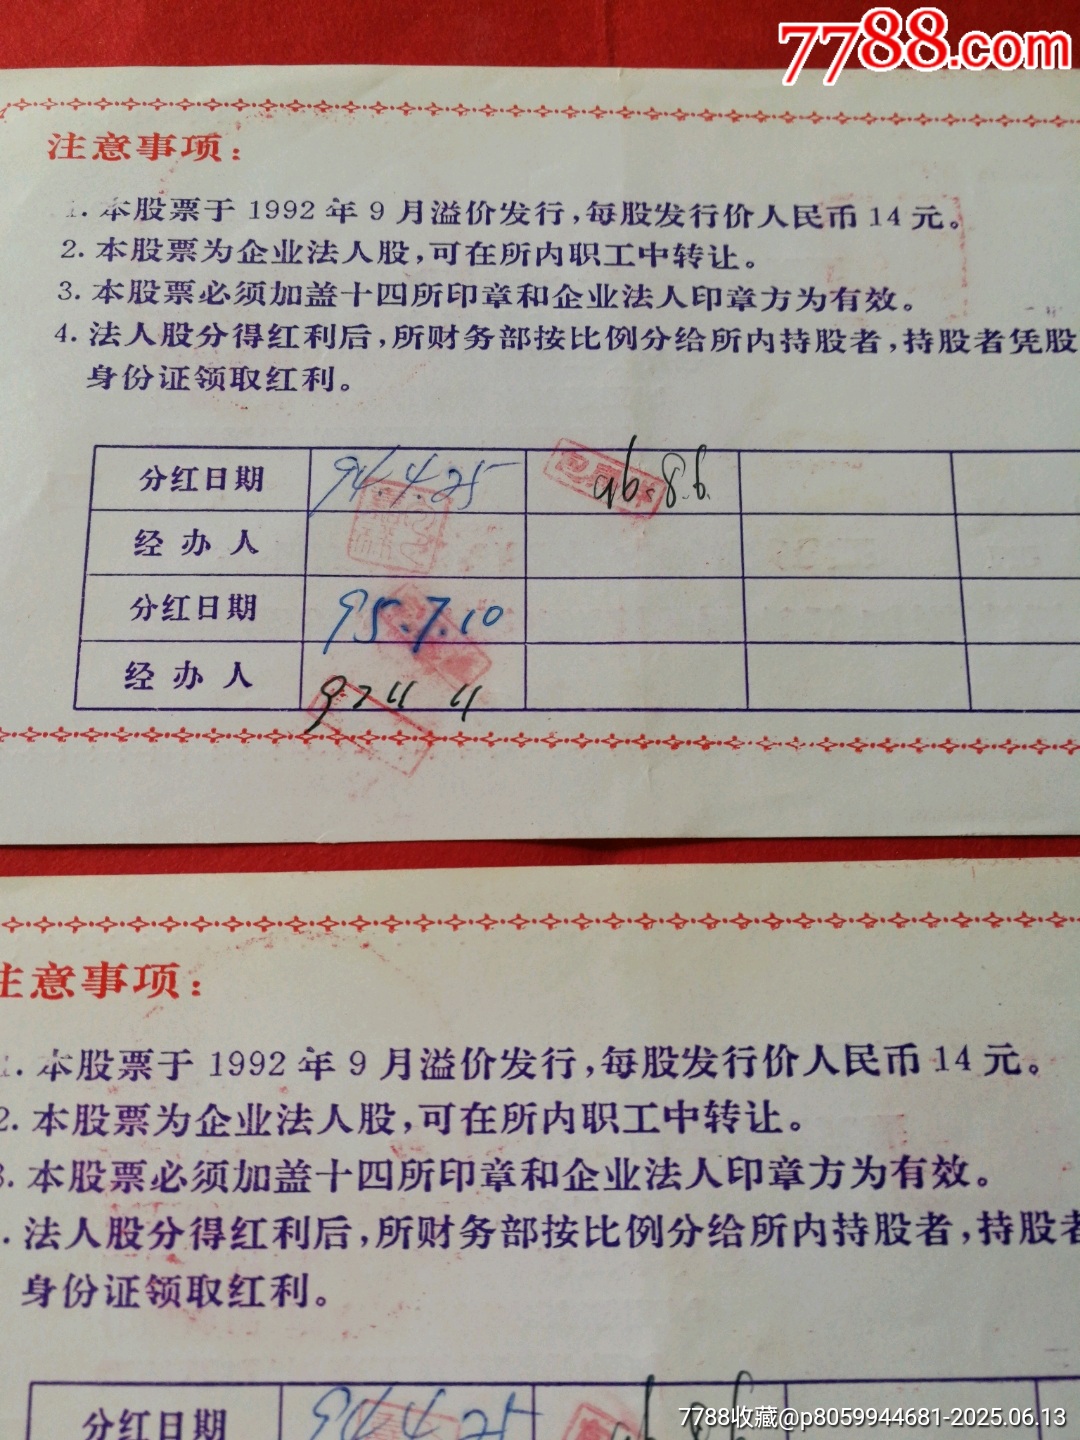 7788.com
注意事项：
1. 本股票于 1992 年 9 月溢价发行，每股发行价人民币 14 元。
2. 本股票为企业法人股，可在所内职工中转让。
3. 本股票必须加盖十四所印章和企业法人印章方为有效。
4. 法人股分得红利后，所财务部按比例分给所内持股者，持股者凭股
身份证领取红利。
分红日期 94.4.25 96.8.6
经办人
分红日期 95.7.10
经办人
注意事项：
1. 本股票于 1992 年 9 月溢价发行，每股发行价人民币 14 元。
2. 本股票为企业法人股，可在所内职工中转让。
3. 本股票必须加盖十四所印章和企业法人印章方为有效。
. 法人股分得红利后，所财务部按比例分给所内持股者，持股者
身份证领取红利。
分红日期 94.4.25
7788收藏@p8059944681-2025.06.13